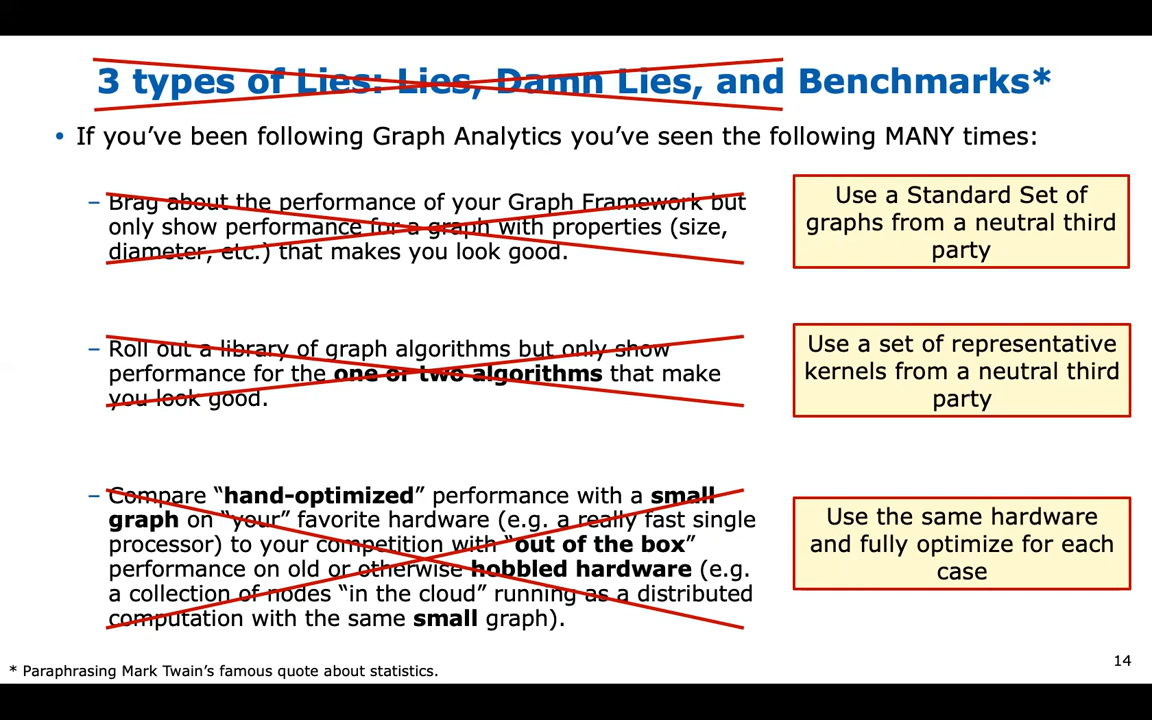 3 types of Lies: Lies, Damn Lies, and Benchmarks*
• If you’ve been following Graph Analytics you’ve seen the following MANY times:
– Brag about the performance of your Graph Framework but
only show performance for a graph with properties (size,
diameter, etc.) that makes you look good.
Use a Standard Set of
graphs from a neutral third
party
– Roll out a library of graph algorithms but only show
performance for the one or two algorithms that make
you look good.
Use a set of representative
kernels from a neutral third
party
– Compare “hand-optimized” performance with a small
graph on “your” favorite hardware (e.g. a really fast single
processor) to your competition with “out of the box”
performance on old or otherwise hobbled hardware (e.g.
a collection of nodes “in the cloud” running as a distributed
computation with the same small graph).
Use the same hardware
and fully optimize for each
case
* Paraphrasing Mark Twain’s famous quote about statistics.
14